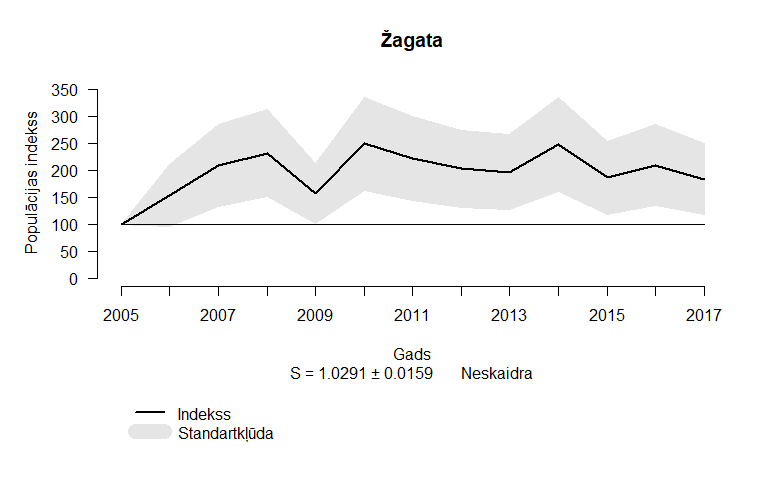 Žagata
350
300
250
200
150
100
50
0
Populācijas indekss
2005 2007 2009 2011 2013 2015 2017
Gads
S = 1.0291 ± 0.0159 Neskaidra
Indekss
Standartkļūda